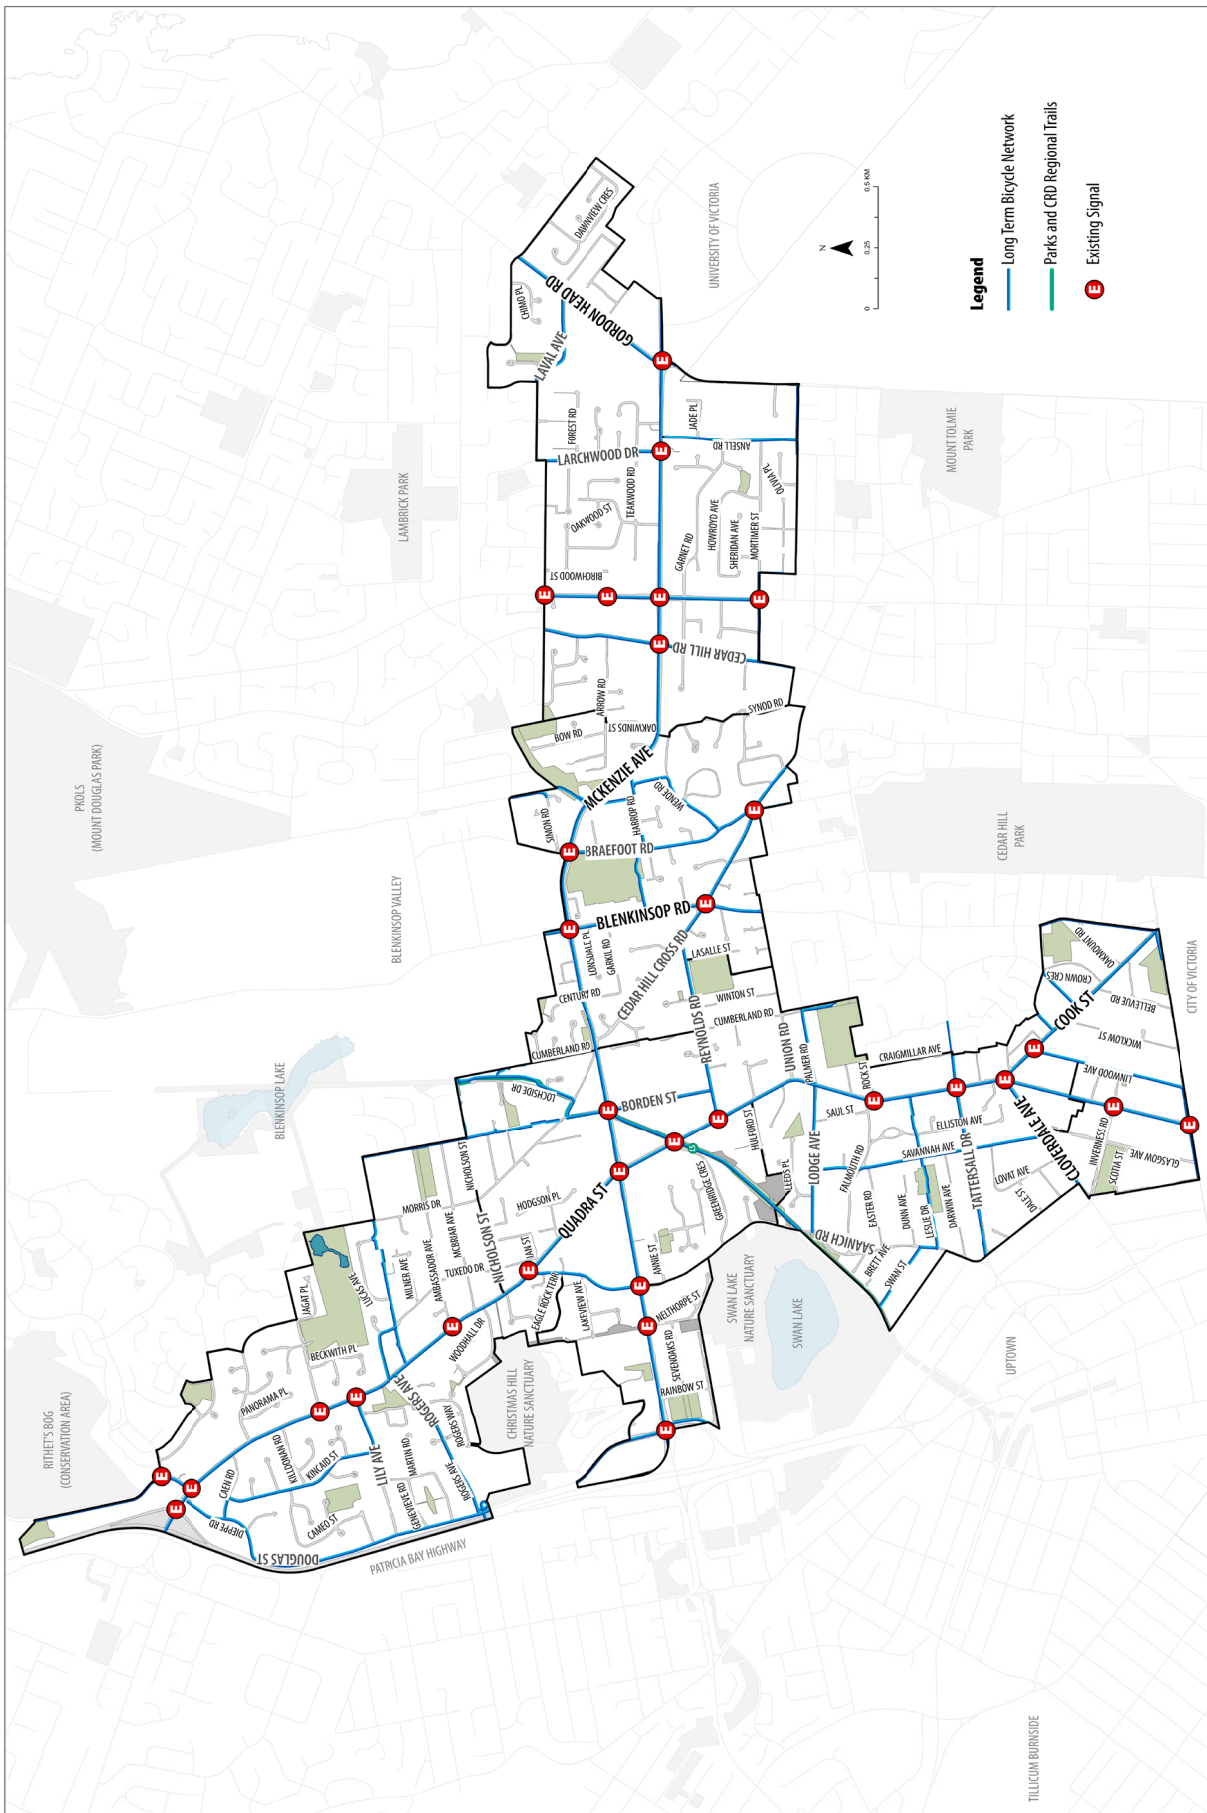 RITHET'S BOG
(CONSERVATION AREA)
PKOLS
(MOUNT DOUGLAS PARK)
BLENKINSOP LAKE
BLENKINSOP VALLEY
LAMBRICK PARK
UNIVERSITY OF VICTORIA
MOUNT TOLMIE
PARK
CEDAR HILL
PARK
CITY OF VICTORIA
CHRISTMAS HILL
NATURE SANCTUARY
SWAN LAKE
NATURE SANCTUARY
SWAN LAKE
UPTOWN
TILLICUM BURNSIDE
PATRICIA BAY HIGHWAY
DOUGLAS ST
DIEPPE RD
CAEN RD
KILLDONAN RD
KINCAID ST
CAMEO ST
PANORAMA PL
BECKWITH PL
JAGAT PL
LUCAS AVE
LILY AVE
GENEVIEVE RD
MARTIN RD
ROGERS AVE
ROGERS AVE
ROGERS WAY
MILNER AVE
AMBASSADOR AVE
MCBRIAR AVE
MORRIS DR
TUXEDO DR
WOODHALL DR
NICHOLSON ST
NICHOLSON ST
HODGSON PL
IAN ST
QUADRA ST
EAGLE ROCK TERR
LAKEVIEW AVE
ANNIE ST
NELTHORPE ST
SEVENOAKS RD
RAINBOW ST
LOCHSIDE DR
BORDEN ST
CUMBERLAND RD
CUMBERLAND RD
CENTURY RD
LONSDALE PL
GARKIL RD
CEDAR HILL CROSS RD
BLENKINSOP RD
LASALLE ST
WINTON ST
REYNOLDS RD
UNION RD
PALMER RD
HULFORD ST
GREENRIDGE CRES
LEEDS PL
LODGE AVE
SAUL ST
ROCK ST
FALMOUTH RD
EASTER RD
SAANICH RD
BRETT AVE
SWAN ST
DUNN AVE
LESLIE DR
DARWIN AVE
SAVANNAH AVE
ELLISTON AVE
CRAIGMILLAR AVE
TATTERSALL DR
LOVAT AVE
DALE ST
CLOVERDALE AVE
INVERNESS RD
SCOTIA ST
GLASGOW AVE
LINWOOD AVE
WICKLOW ST
COOK ST
BELLEVUE RD
CROWN CRES
OAKMOUNT RD
SIMON RD
BRAEFOOT RD
HARROP RD
WENDE RD
MCKENZIE AVE
BOW RD
OAKWINDS ST
ARROW RD
SYNOD RD
CEDAR HILL RD
BIRCHWOOD ST
OAKWOOD ST
TEAKWOOD RD
FOREST RD
LARCHWOOD DR
GARNET RD
HOWROYD AVE
SHERIDAN AVE
MORTIMER ST
OLIVIA PL
ANSELL RD
JADE PL
LAVAL AVE
CHIMO PL
GORDON HEAD RD
DAWNVIEW CRES
N
0 0.25 0.5 KM
Legend
Long Term Bicycle Network
Parks and CRD Regional Trails
E Existing Signal